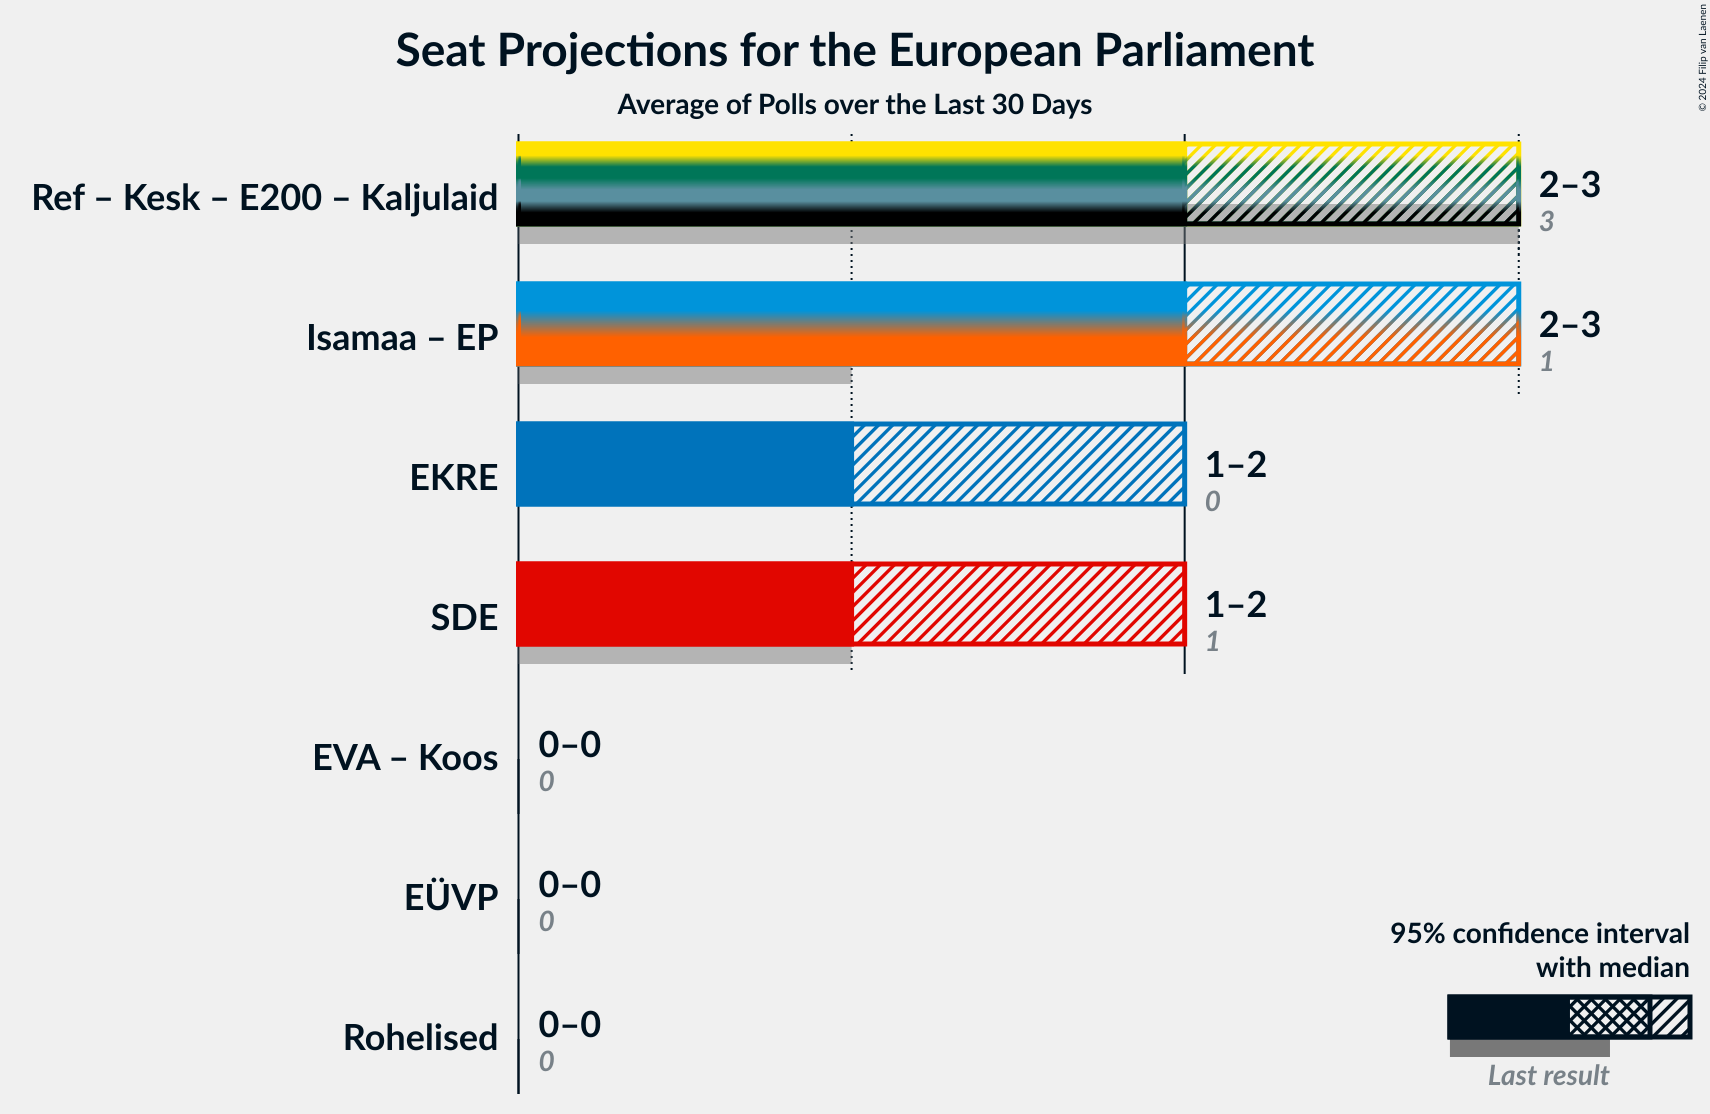 Seat Projections for the European Parliament
Average of Polls over the Last 30 Days
© 2024 Filip van Laenen
Ref – Kesk – E200 – Kaljulaid
2–3
3
Isamaa – EP
2–3
1
EKRE
1–2
0
SDE
1–2
1
EVA – Koos
0–0
0
EÜVP
0–0
0
Rohelised
0–0
0
95% confidence interval
with median
Last result